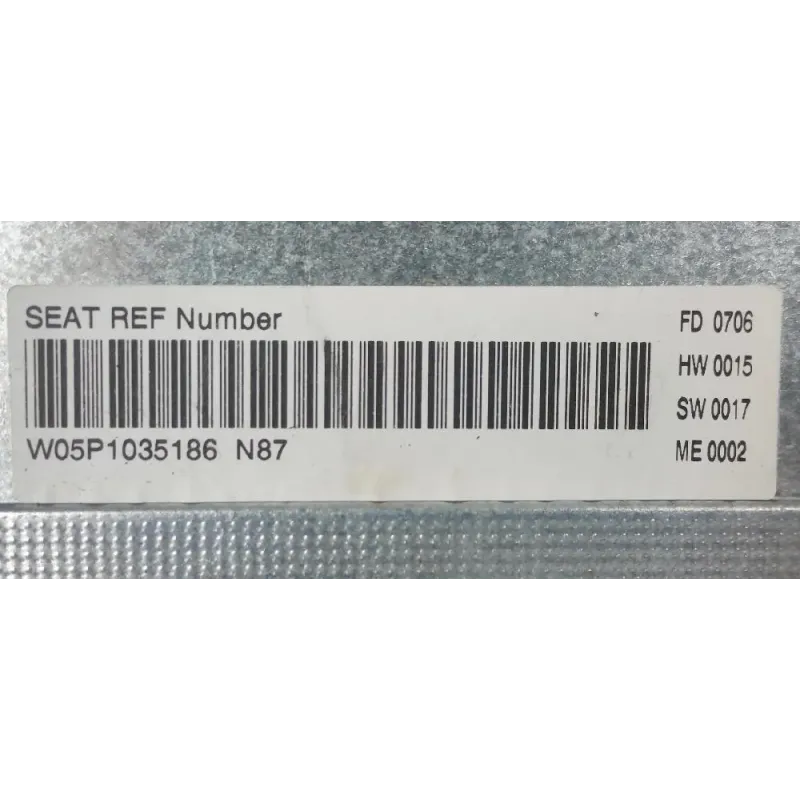 SEAT REF Number
W05P1035186 N87
FD 0706
HW 0015
SW 0017
ME 0002